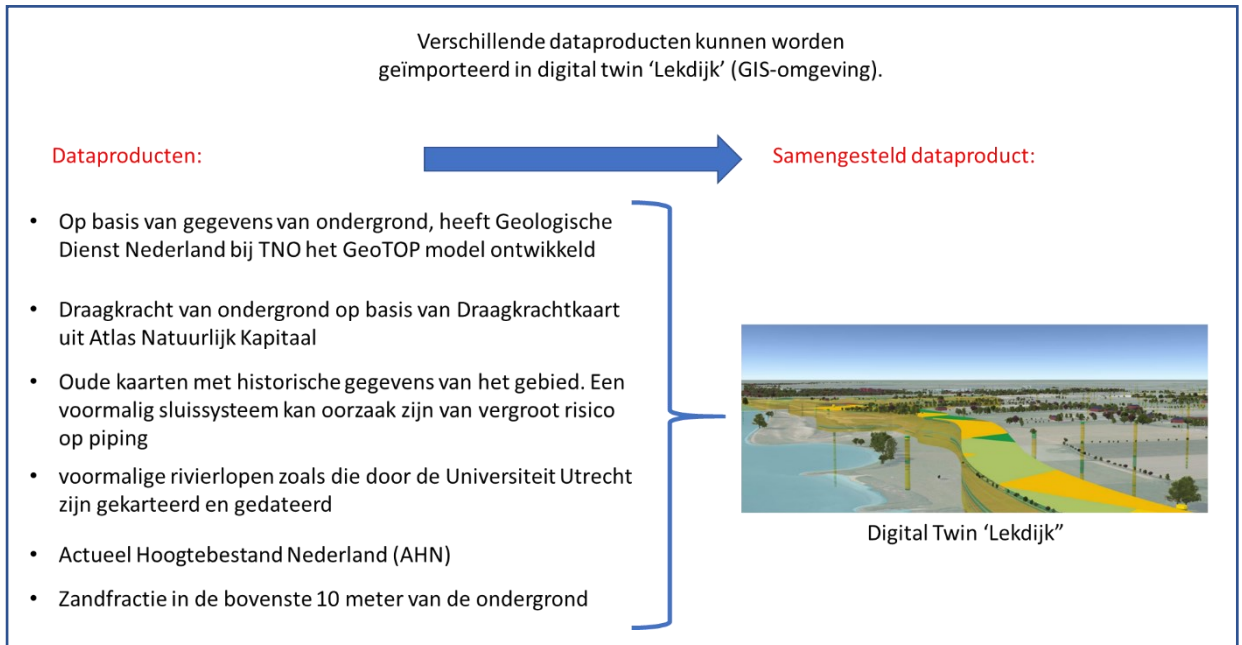 Verschillende dataproducten kunnen worden
geïmporteerd in digital twin ‘Lekdijk’ (GIS-omgeving).
Dataproducten:
Samengesteld dataproduct:
• Op basis van gegevens van ondergrond, heeft Geologische
Dienst Nederland bij TNO het GeoTOP model ontwikkeld
• Draagkracht van ondergrond op basis van Draagkrachtkaart
uit Atlas Natuurlijk Kapitaal
• Oude kaarten met historische gegevens van het gebied. Een
voormalig sluissysteem kan oorzaak zijn van vergroot risico
op piping
• voormalige rivierlopen zoals die door de Universiteit Utrecht
zijn gekarteerd en gedateerd
• Actueel Hoogtebestand Nederland (AHN)
• Zandfractie in de bovenste 10 meter van de ondergrond
Digital Twin ‘Lekdijk”